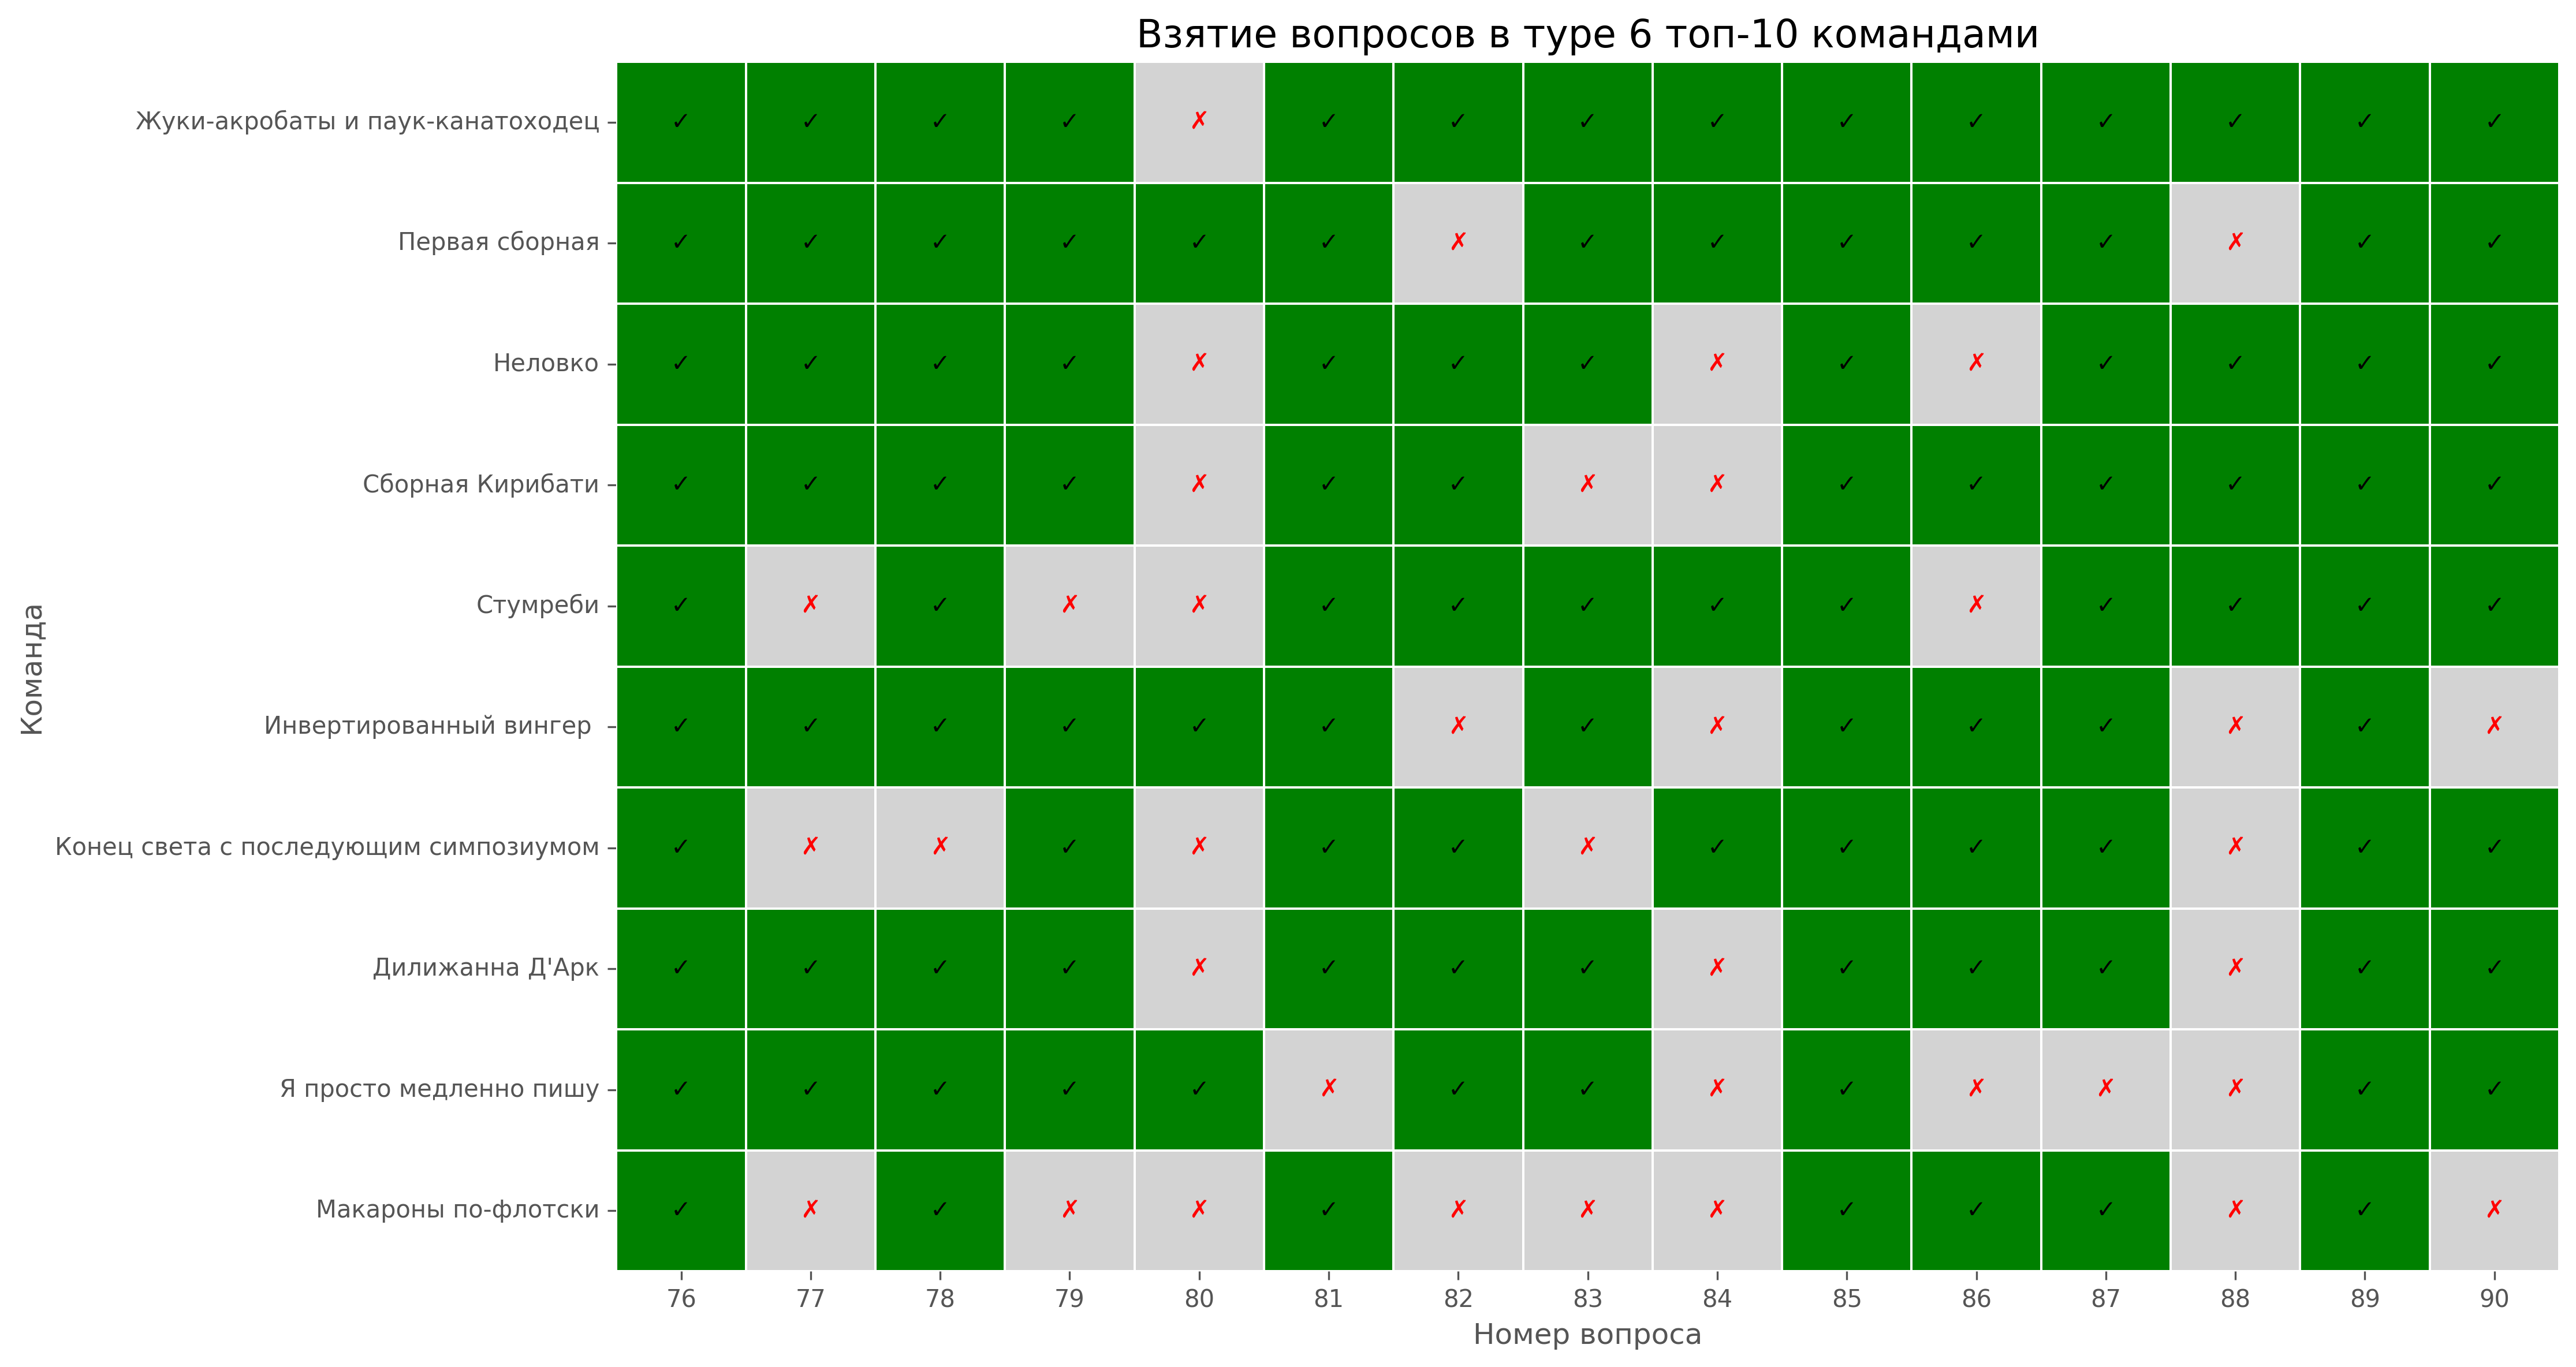 Взятие вопросов в туре 6 топ-10 командами
Команда
Жуки-акробаты и паук-канатоходец ✓ ✓ ✓ ✓ ✗ ✓ ✓ ✓ ✓ ✓ ✓ ✓ ✓ ✓ ✓
Первая сборная ✓ ✓ ✓ ✓ ✓ ✓ ✗ ✓ ✓ ✓ ✓ ✓ ✗ ✓ ✓
Неловко ✓ ✓ ✓ ✓ ✗ ✓ ✓ ✓ ✗ ✓ ✗ ✓ ✓ ✓ ✓
Сборная Кирибати ✓ ✓ ✓ ✓ ✗ ✓ ✓ ✗ ✗ ✓ ✓ ✓ ✓ ✓ ✓
Стумреби ✓ ✗ ✓ ✗ ✗ ✓ ✓ ✓ ✓ ✓ ✗ ✓ ✓ ✓ ✓
Инвертированный вингер ✓ ✓ ✓ ✓ ✓ ✓ ✗ ✓ ✗ ✓ ✓ ✓ ✗ ✓ ✗
Конец света с последующим симпозиумом ✓ ✗ ✗ ✓ ✗ ✓ ✓ ✗ ✓ ✓ ✓ ✓ ✗ ✓ ✓
Дилижанна Д'Арк ✓ ✓ ✓ ✓ ✗ ✓ ✓ ✓ ✗ ✓ ✓ ✓ ✗ ✓ ✓
Я просто медленно пишу ✓ ✓ ✓ ✓ ✓ ✗ ✓ ✓ ✗ ✓ ✗ ✗ ✗ ✓ ✓
Макароны по-флотски ✓ ✗ ✓ ✗ ✗ ✓ ✗ ✗ ✗ ✓ ✓ ✓ ✗ ✓ ✗
76 77 78 79 80 81 82 83 84 85 86 87 88 89 90
Номер вопроса